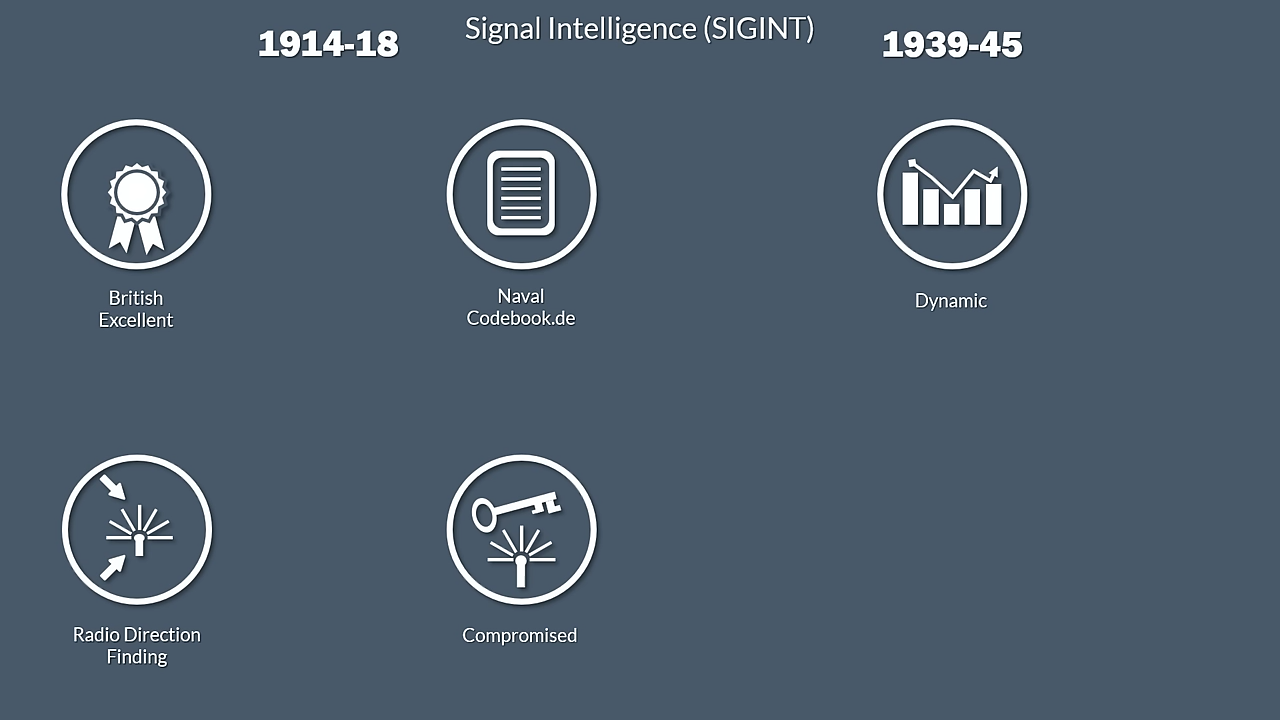 Signal Intelligence (SIGINT)
1914-18
1939-45
British
Excellent
Naval
Codebook.de
Dynamic
Radio Direction
Finding
Compromised